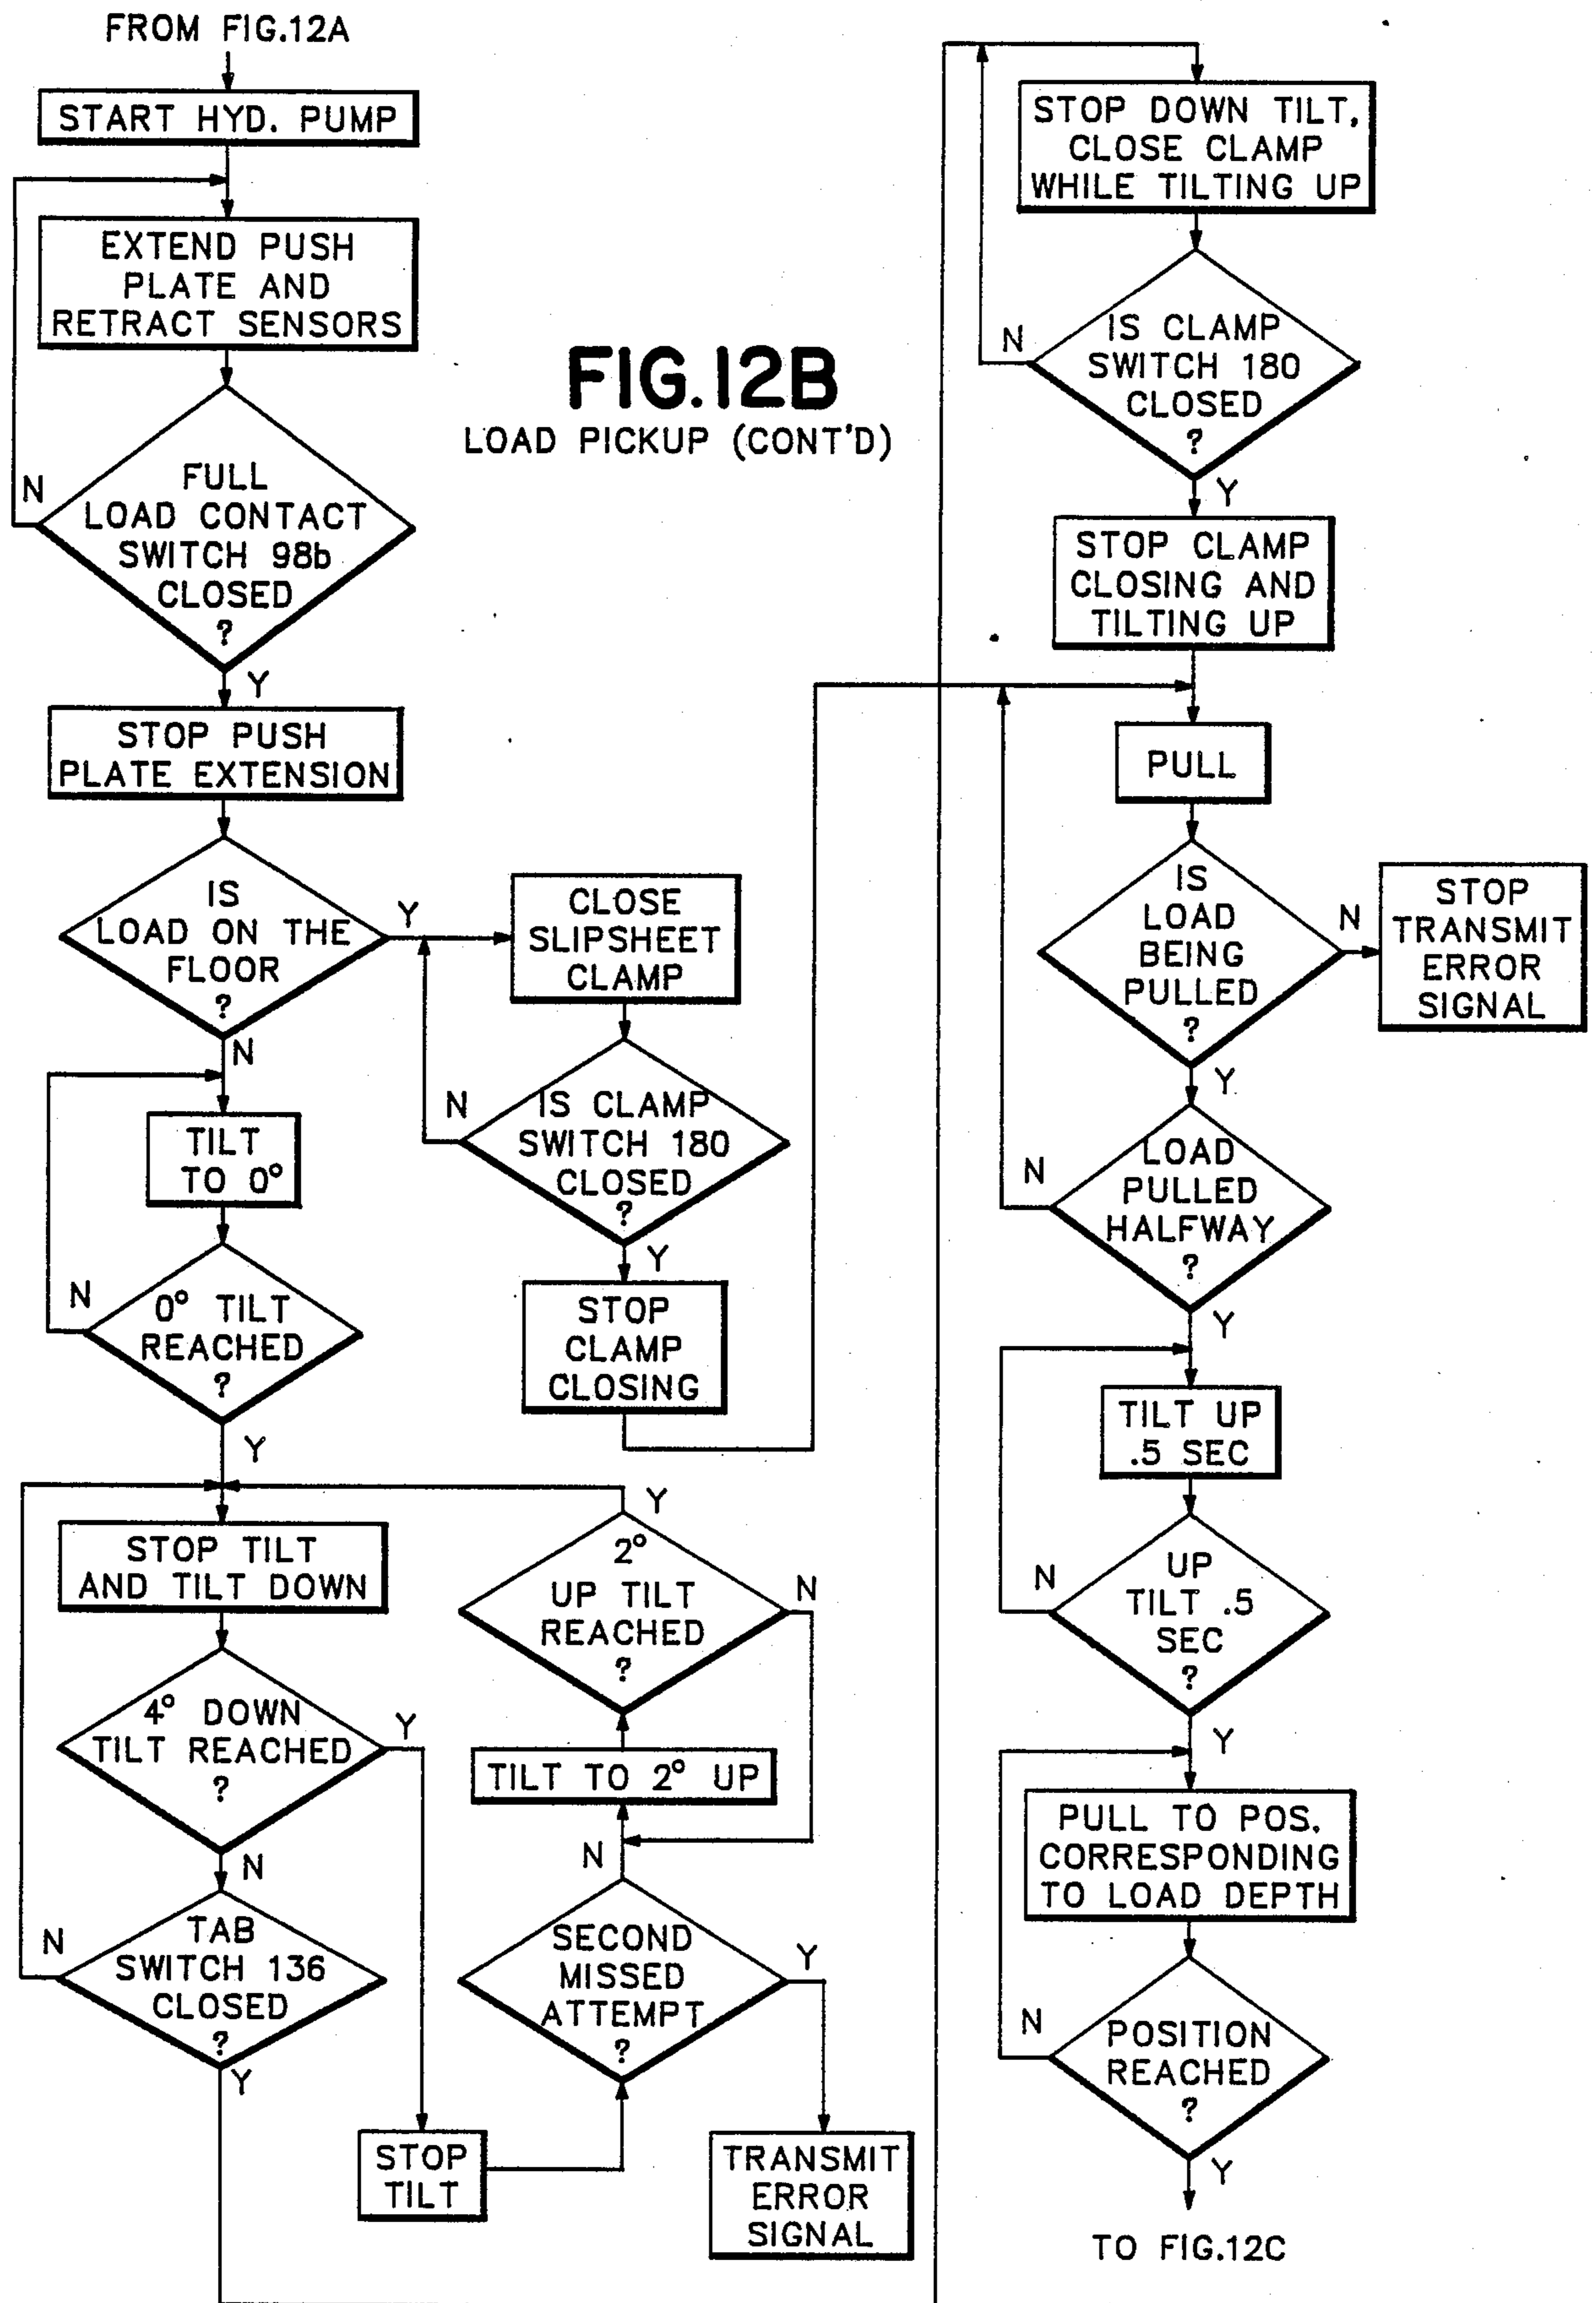 FROM FIG.12A
START HYD. PUMP
EXTEND PUSH
PLATE AND
RETRACT SENSORS
FULL
LOAD CONTACT
SWITCH 98b
CLOSED
?
N
Y
STOP PUSH
PLATE EXTENSION
IS
LOAD ON THE
FLOOR
?
Y
N
CLOSE
SLIPSHEET
CLAMP
IS CLAMP
SWITCH 180
CLOSED
?
N
Y
STOP
CLAMP
CLOSING
TILT
TO 0°
0° TILT
REACHED
?
N
Y
STOP TILT
AND TILT DOWN
4° DOWN
TILT REACHED
?
Y
N
TAB
SWITCH 136
CLOSED
?
N
Y
STOP
TILT
SECOND
MISSED
ATTEMPT
?
N
Y
TRANSMIT
ERROR
SIGNAL
TILT TO 2° UP
2°
UP TILT
REACHED
?
Y
N
FIG.12B
LOAD PICKUP (CONT'D)
STOP DOWN TILT,
CLOSE CLAMP
WHILE TILTING UP
IS CLAMP
SWITCH 180
CLOSED
?
N
Y
STOP CLAMP
CLOSING AND
TILTING UP
PULL
IS
LOAD
BEING
PULLED
?
N
Y
STOP
TRANSMIT
ERROR
SIGNAL
LOAD
PULLED
HALFWAY
?
N
Y
TILT UP
.5 SEC
UP
TILT .5
SEC
?
N
Y
PULL TO POS.
CORRESPONDING
TO LOAD DEPTH
POSITION
REACHED
?
N
Y
TO FIG.12C